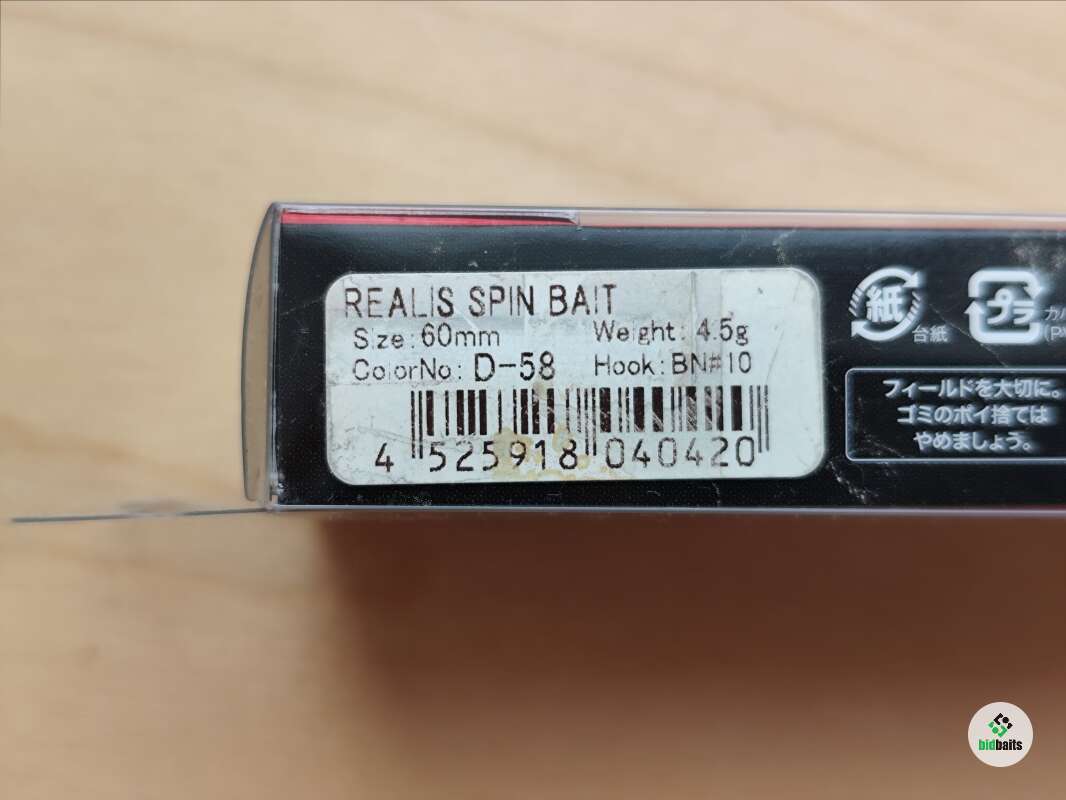 REALIS SPIN BAIT
Size:60mm Weight:4.5g
ColorNo:D-58 Hook:BN#10
4 525918 040420
紙
台紙
プラ
フィールドを大切に。
ゴミのポイ捨ては
やめましょう。
bidbaits